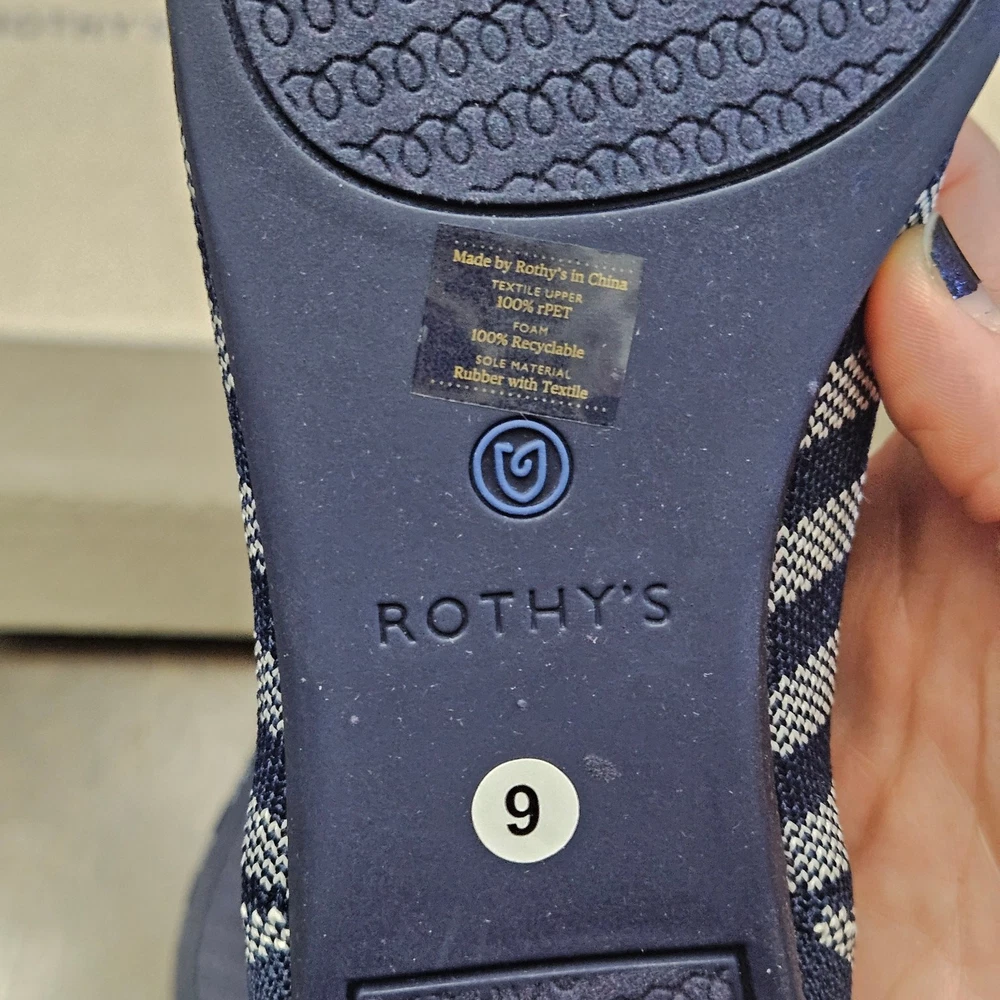 ROTHY'S
Made by Rothy's in China
TEXTILE UPPER
100% rPET
FOAM
100% Recyclable
SOLE MATERIAL
Rubber with Textile
ROTHY'S
9